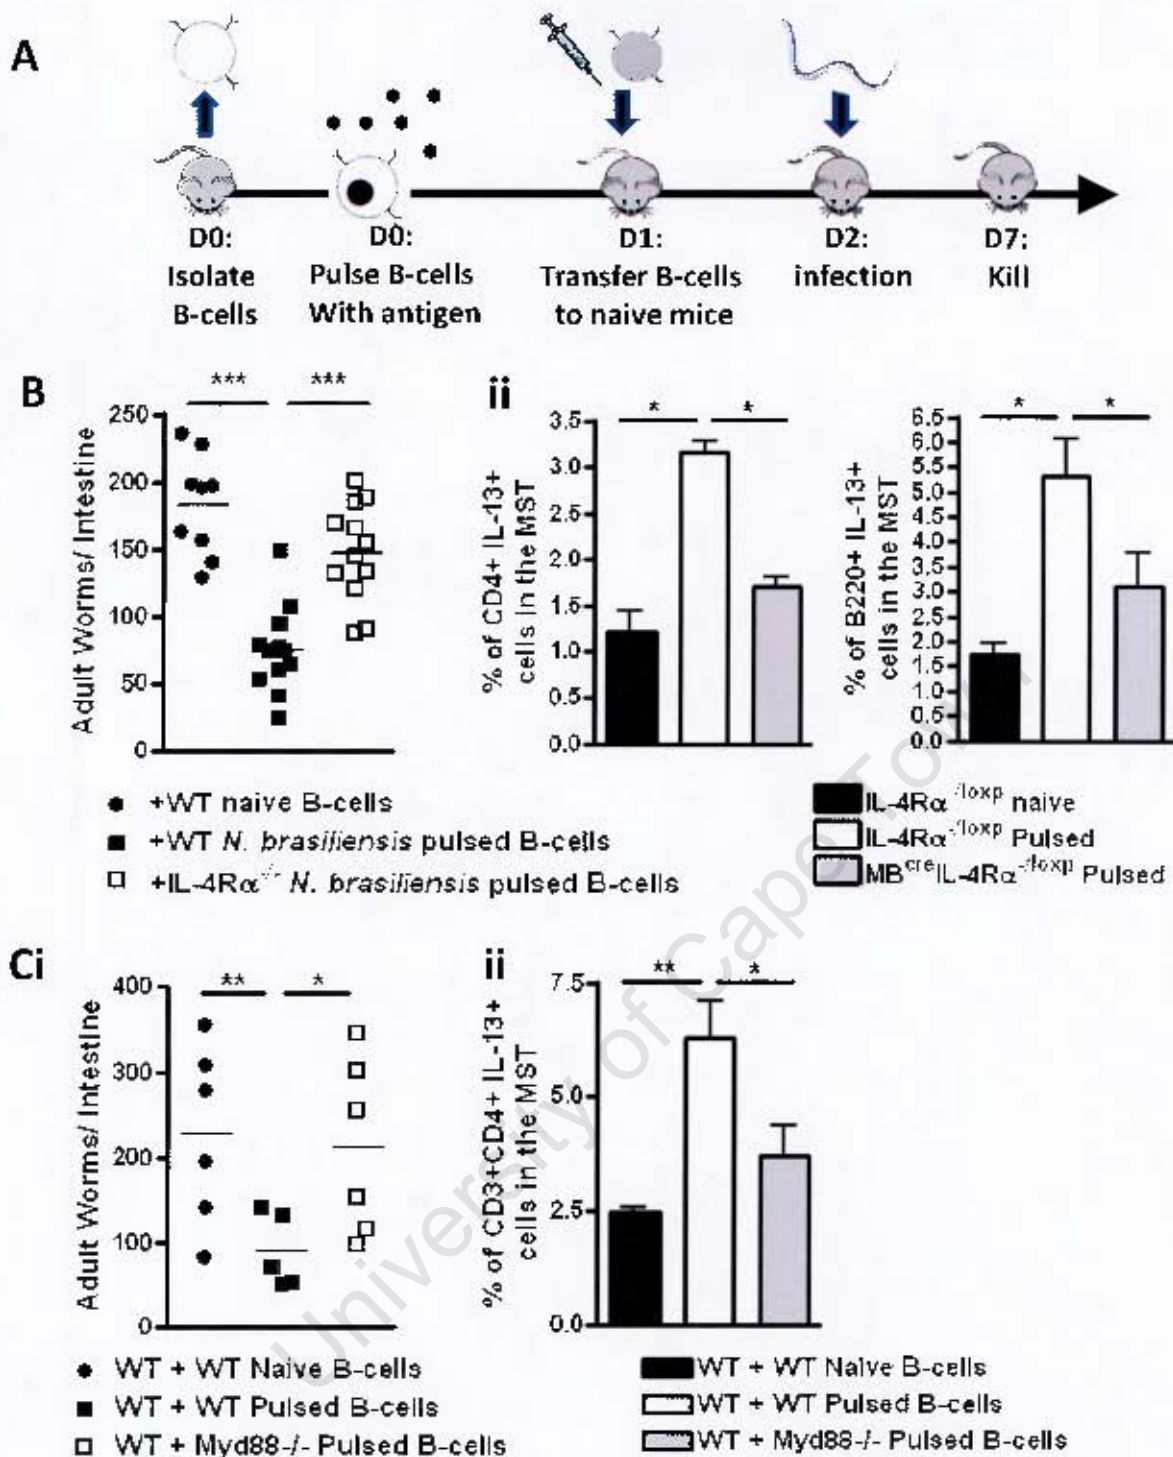 A
D0:
Isolate
B-cells
D0:
Pulse B-cells
With antigen
D1:
Transfer B-cells
to naive mice
D2:
infection
D7:
Kill
B
***
***
250
200
150
100
50
0
Adult Worms/ Intestine
+WT naive B-cells
+WT N. brasiliensis pulsed B-cells
+IL-4Rα-/- N. brasiliensis pulsed B-cells
ii
*
*
3.5
3.0
2.5
2.0
1.5
1.0
0.5
0.0
% of CD4+ IL-13+
cells in the MST
*
*
6.5
6.0
5.5
5.0
4.5
4.0
3.5
3.0
2.5
2.0
1.5
1.0
0.5
0.0
% of B220+ IL-13+
cells in the MST
IL-4Rα-/loxp naive
IL-4Rα-/loxp Pulsed
MBcreIL-4Rα-/loxp Pulsed
Ci
**
*
400
300
200
100
0
Adult Worms/ Intestine
WT + WT Naive B-cells
WT + WT Pulsed B-cells
WT + Myd88-/- Pulsed B-cells
ii
**
*
7.5
5.0
2.5
0.0
% of CD3+CD4+ IL-13+
cells in the MST
WT + WT Naive B-cells
WT + WT Pulsed B-cells
WT + Myd88-/- Pulsed B-cells
University of Cape Town